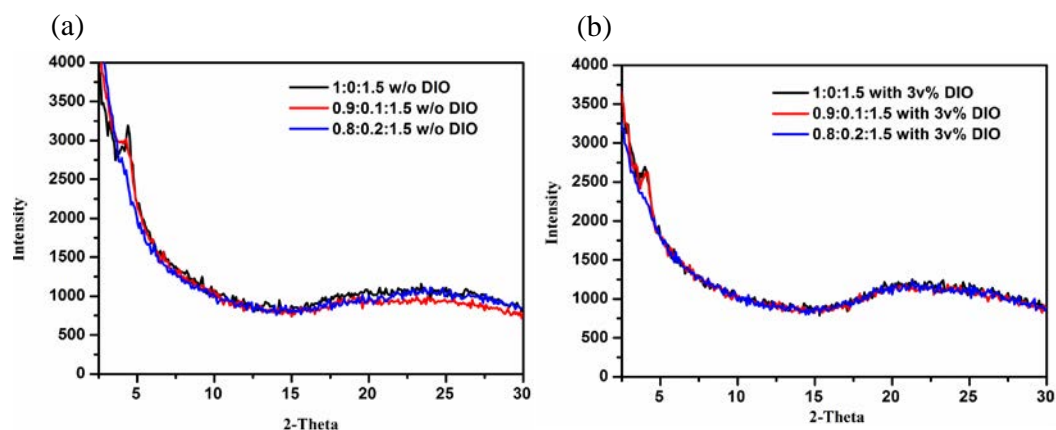 (a)
4000
3500
3000
2500
2000
1500
1000
500
0
Intensity
5
10
15
20
25
30
2-Theta
1:0:1.5 w/o DIO
0.9:0.1:1.5 w/o DIO
0.8:0.2:1.5 w/o DIO
(b)
4000
3500
3000
2500
2000
1500
1000
500
0
Intensity
5
10
15
20
25
30
2-Theta
1:0:1.5 with 3v% DIO
0.9:0.1:1.5 with 3v% DIO
0.8:0.2:1.5 with 3v% DIO